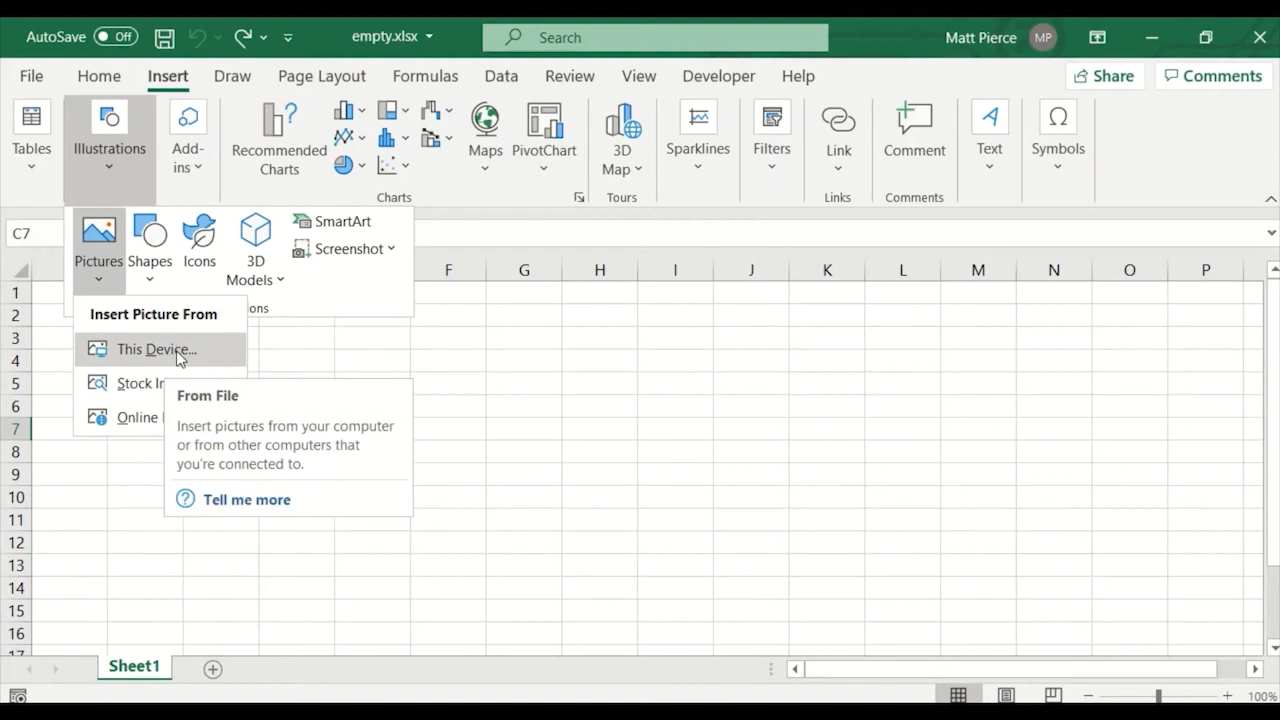 AutoSave Off empty.xlsx Search Matt Pierce MP
File Home Insert Draw Page Layout Formulas Data Review View Developer Help Share Comments
Tables
Illustrations
Add-
ins
Recommended
Charts
Maps
PivotChart
3D
Map
Sparklines
Filters
Link
Comment
Text
Symbols
Charts Tours Links Comments
Pictures
Shapes
Icons
3D
Models
SmartArt
Screenshot
C7
F G H I J K L M N O P
Insert Picture From
This Device...
Stock
Online
From File
Insert pictures from your computer
or from other computers that
you're connected to.
? Tell me more
1
2
3
4
5
6
7
8
9
10
11
12
13
14
15
16
17
Sheet1
100%